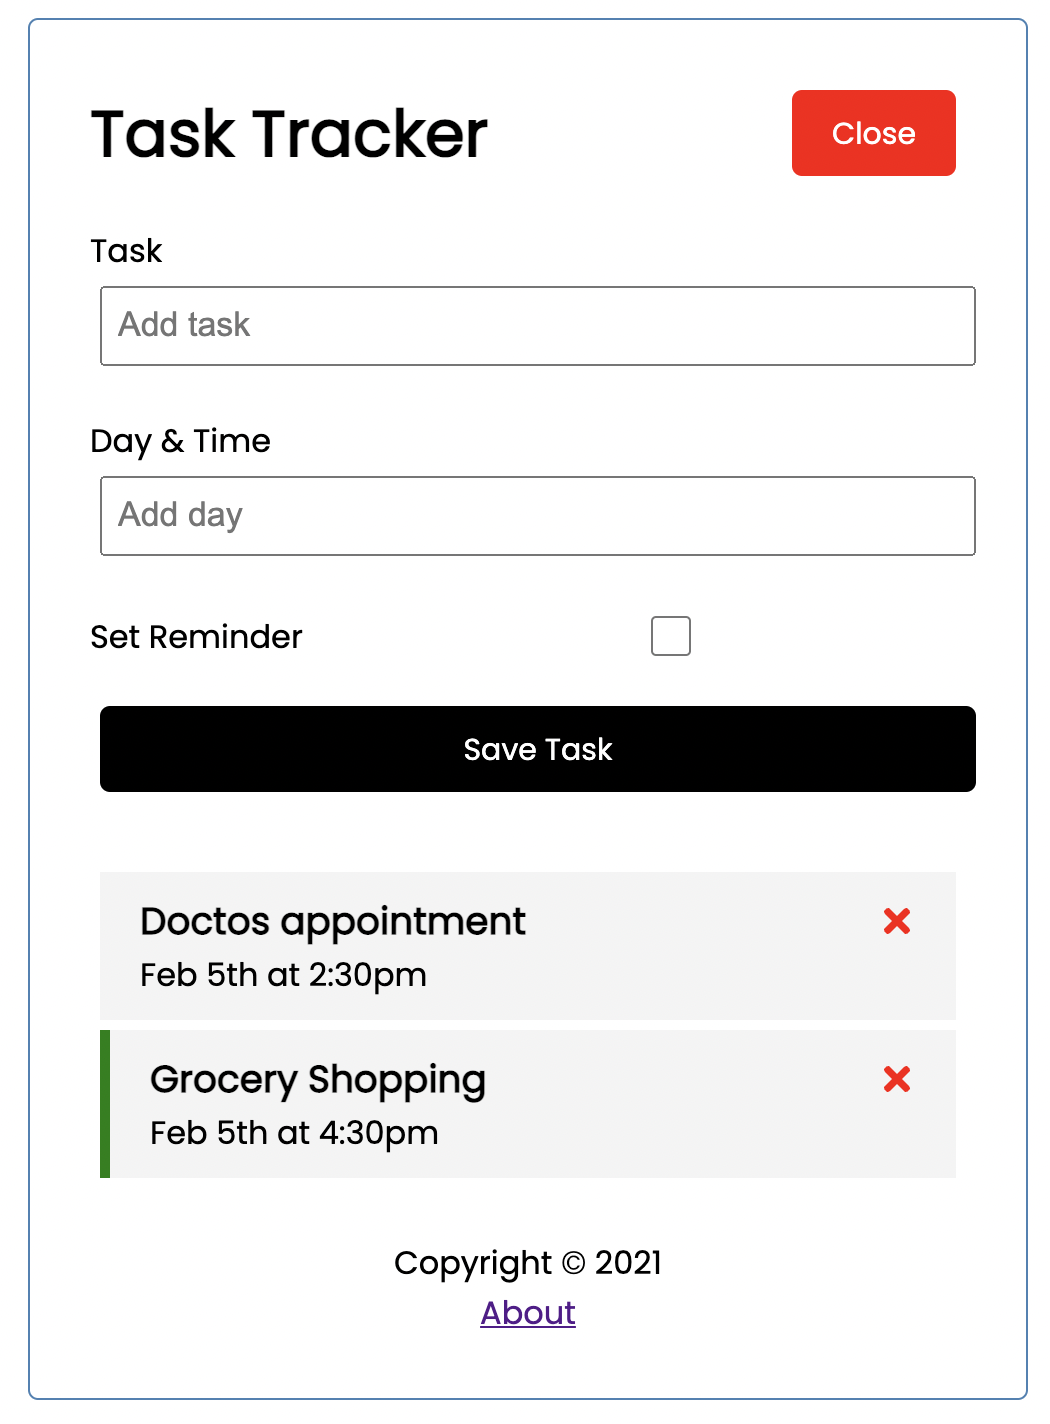 Task Tracker
Close
Task
Add task
Day & Time
Add day
Set Reminder
Save Task
Doctos appointment
Feb 5th at 2:30pm
Grocery Shopping
Feb 5th at 4:30pm
Copyright © 2021
About